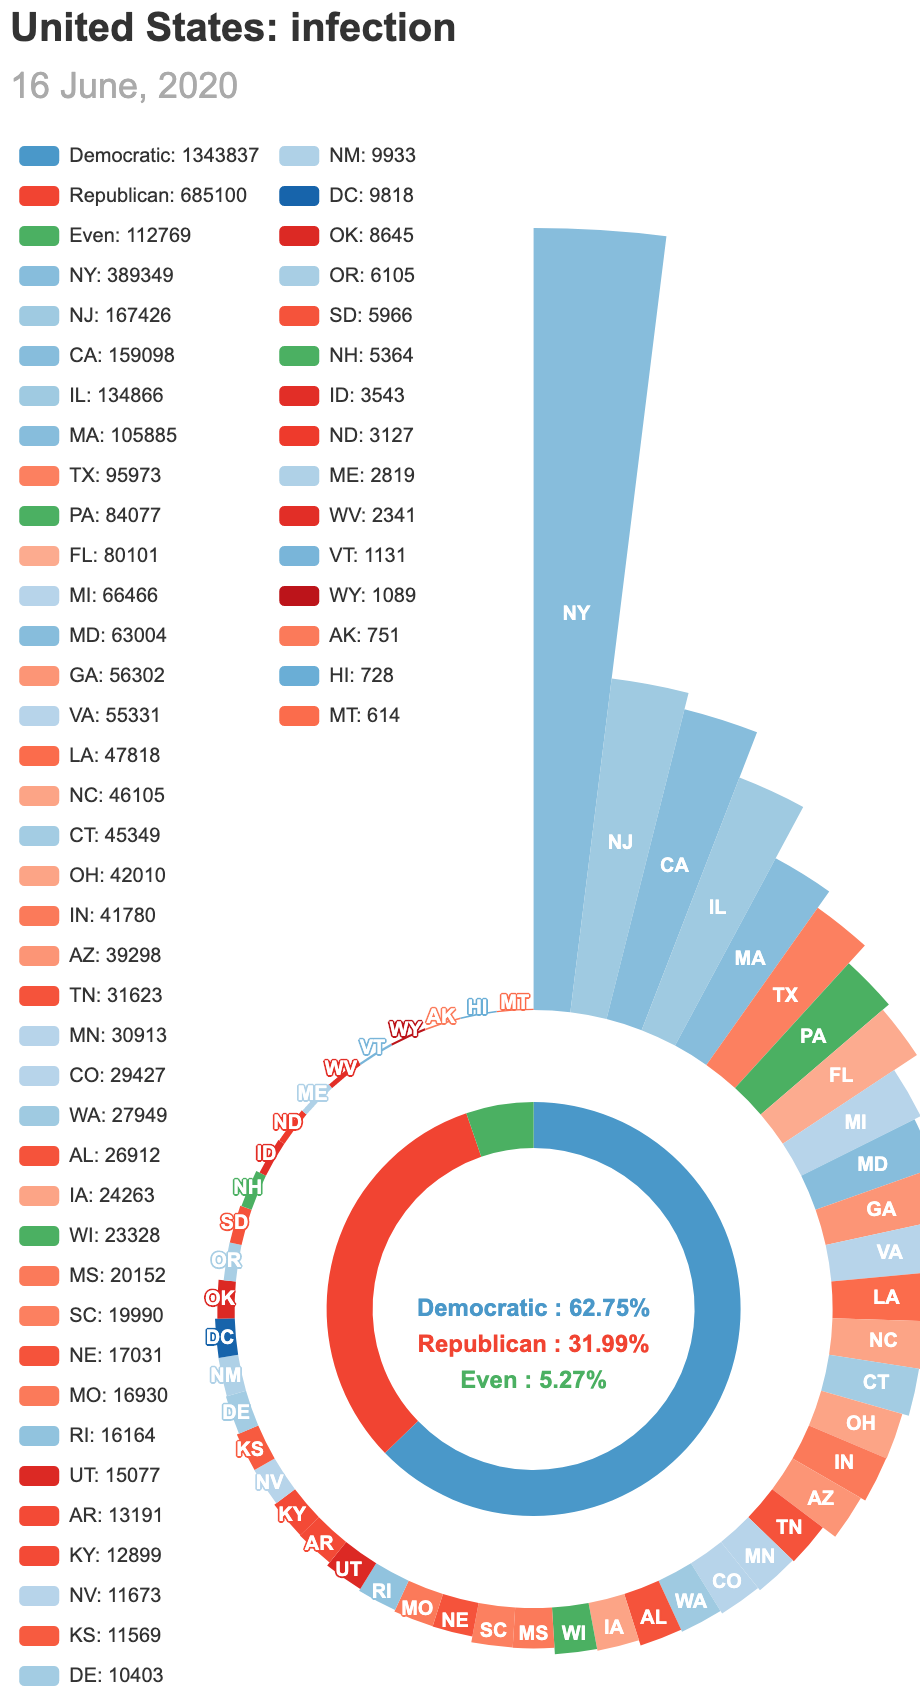 United States: infection
16 June, 2020
Democratic: 1343837
Republican: 685100
Even: 112769
NY: 389349
NJ: 167426
CA: 159098
IL: 134866
MA: 105885
TX: 95973
PA: 84077
FL: 80101
MI: 66466
MD: 63004
GA: 56302
VA: 55331
LA: 47818
NC: 46105
CT: 45349
OH: 42010
IN: 41780
AZ: 39298
TN: 31623
MN: 30913
CO: 29427
WA: 27949
AL: 26912
IA: 24263
WI: 23328
MS: 20152
SC: 19990
NE: 17031
MO: 16930
RI: 16164
UT: 15077
AR: 13191
KY: 12899
NV: 11673
KS: 11569
DE: 10403
NM: 9933
DC: 9818
OK: 8645
OR: 6105
SD: 5966
NH: 5364
ID: 3543
ND: 3127
ME: 2819
WV: 2341
VT: 1131
WY: 1089
AK: 751
HI: 728
MT: 614
NY
NJ
CA
IL
MA
TX
PA
FL
MI
MD
GA
VA
LA
NC
CT
OH
IN
AZ
TN
MN
CO
WA
AL
IA
WI
MS
SC
NE
MO
RI
UT
AR
KY
NV
KS
DE
NM
DC
OK
OR
SD
NH
ID
ND
ME
WV
VT
WY
AK
HI
MT
Democratic : 62.75%
Republican : 31.99%
Even : 5.27%